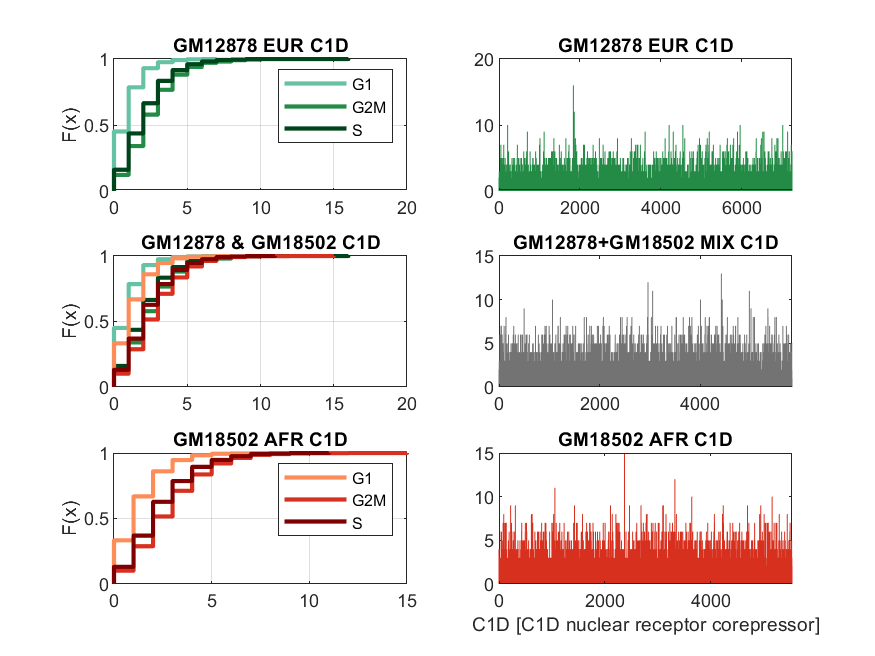 GM12878 EUR C1D
1
0.5
0
F(x)
G1
G2M
S
0 5 10 15 20
GM12878 EUR C1D
20
10
0
0 2000 4000 6000
GM12878 & GM18502 C1D
1
0.5
0
F(x)
0 5 10 15 20
GM12878+GM18502 MIX C1D
15
10
5
0
0 2000 4000
GM18502 AFR C1D
1
0.5
0
F(x)
G1
G2M
S
0 5 10 15
GM18502 AFR C1D
15
10
5
0
0 2000 4000
C1D [C1D nuclear receptor corepressor]